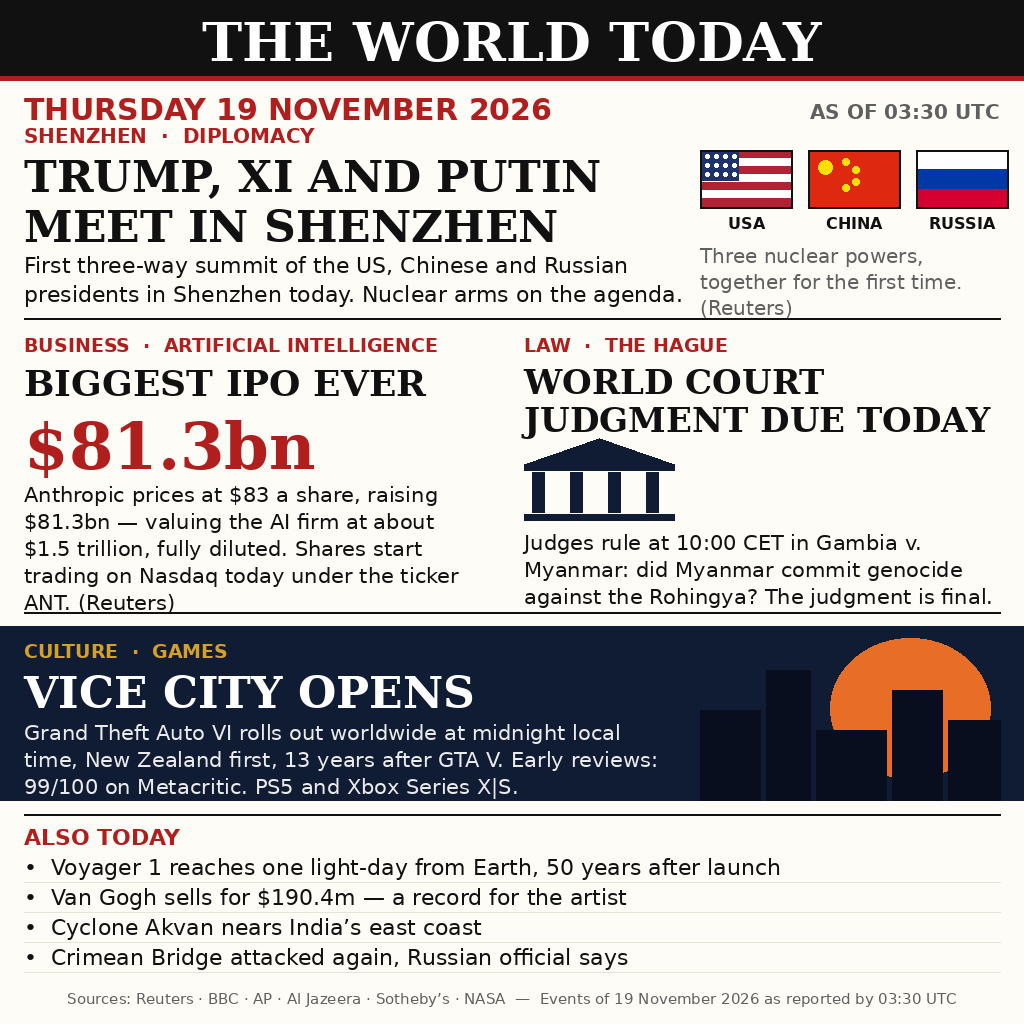 THE WORLD TODAY
THURSDAY 19 NOVEMBER 2026
AS OF 03:30 UTC
SHENZHEN · DIPLOMACY
TRUMP, XI AND PUTIN
MEET IN SHENZHEN
First three-way summit of the US, Chinese and Russian
presidents in Shenzhen today. Nuclear arms on the agenda.
USA
CHINA
RUSSIA
Three nuclear powers,
together for the first time.
(Reuters)
BUSINESS · ARTIFICIAL INTELLIGENCE
BIGGEST IPO EVER
$81.3bn
Anthropic prices at $83 a share, raising
$81.3bn — valuing the AI firm at about
$1.5 trillion, fully diluted. Shares start
trading on Nasdaq today under the ticker
ANT. (Reuters)
LAW · THE HAGUE
WORLD COURT
JUDGMENT DUE TODAY
Judges rule at 10:00 CET in Gambia v.
Myanmar: did Myanmar commit genocide
against the Rohingya? The judgment is final.
CULTURE · GAMES
VICE CITY OPENS
Grand Theft Auto VI rolls out worldwide at midnight local
time, New Zealand first, 13 years after GTA V. Early reviews:
99/100 on Metacritic. PS5 and Xbox Series X|S.
ALSO TODAY
• Voyager 1 reaches one light-day from Earth, 50 years after launch
• Van Gogh sells for $190.4m — a record for the artist
• Cyclone Akvan nears India’s east coast
• Crimean Bridge attacked again, Russian official says
Sources: Reuters · BBC · AP · Al Jazeera · Sotheby’s · NASA — Events of 19 November 2026 as reported by 03:30 UTC